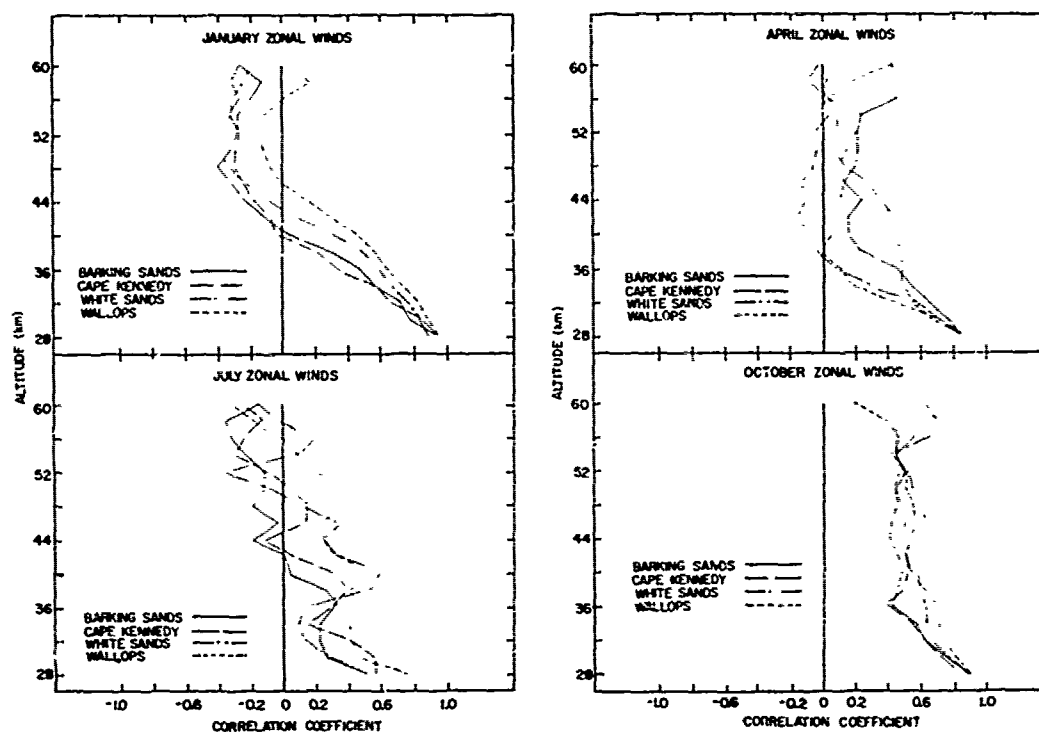 JANUARY ZONAL WINDS
60
52
44
36
28
ALTITUDE (km)
BARKING SANDS
CAPE KENNEDY
WHITE SANDS
WALLOPS
JULY ZONAL WINDS
60
52
44
36
28
BARKING SANDS
CAPE KENNEDY
WHITE SANDS
WALLOPS
-1.0 -0.6 -0.2 0 0.2 0.6 1.0
CORRELATION COEFFICIENT
APRIL ZONAL WINDS
60
52
44
36
28
ALTITUDE (km)
BARKING SANDS
CAPE KENNEDY
WHITE SANDS
WALLOPS
OCTOBER ZONAL WINDS
60
52
44
36
28
BARKING SANDS
CAPE KENNEDY
WHITE SANDS
WALLOPS
-1.0 -0.6 -0.2 0 0.2 0.6 1.0
CORRELATION COEFFICIENT